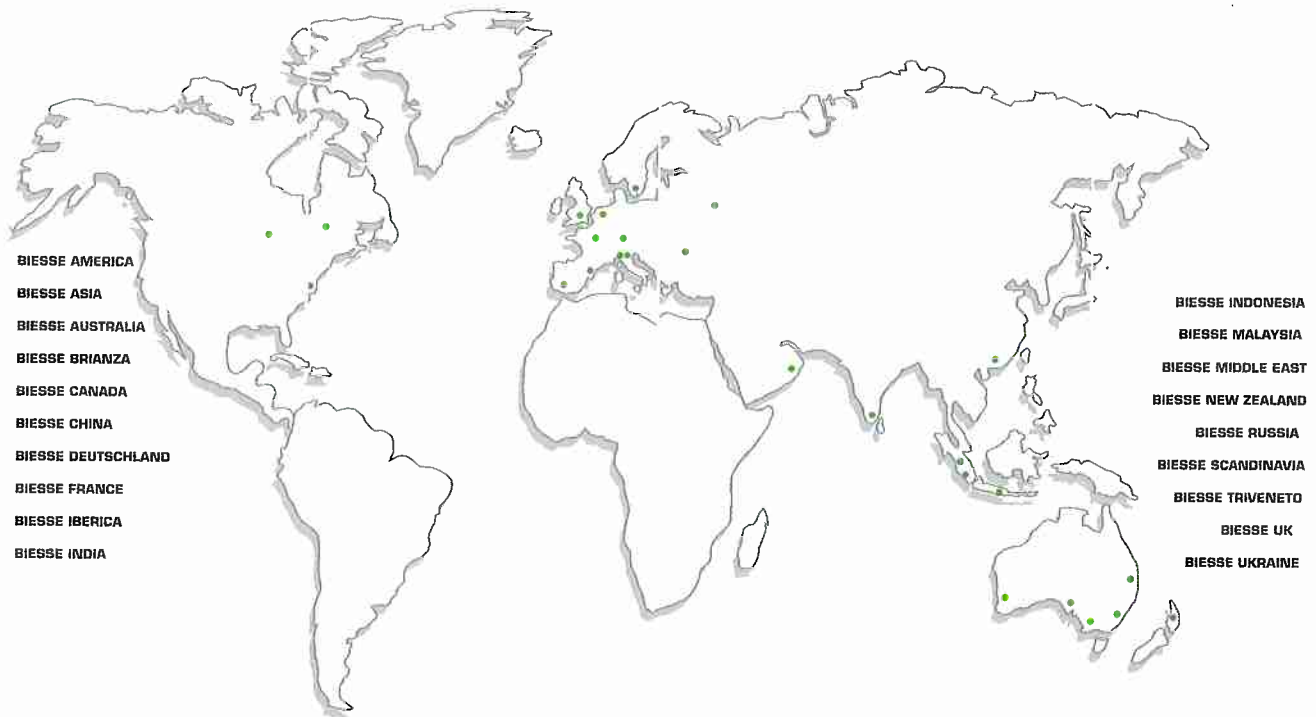 BIESSE AMERICA
BIESSE ASIA
BIESSE AUSTRALIA
BIESSE BRIANZA
BIESSE CANADA
BIESSE CHINA
BIESSE DEUTSCHLAND
BIESSE FRANCE
BIESSE IBERICA
BIESSE INDIA
BIESSE INDONESIA
BIESSE MALAYSIA
BIESSE MIDDLE EAST
BIESSE NEW ZEALAND
BIESSE RUSSIA
BIESSE SCANDINAVIA
BIESSE TRIVENETO
BIESSE UK
BIESSE UKRAINE